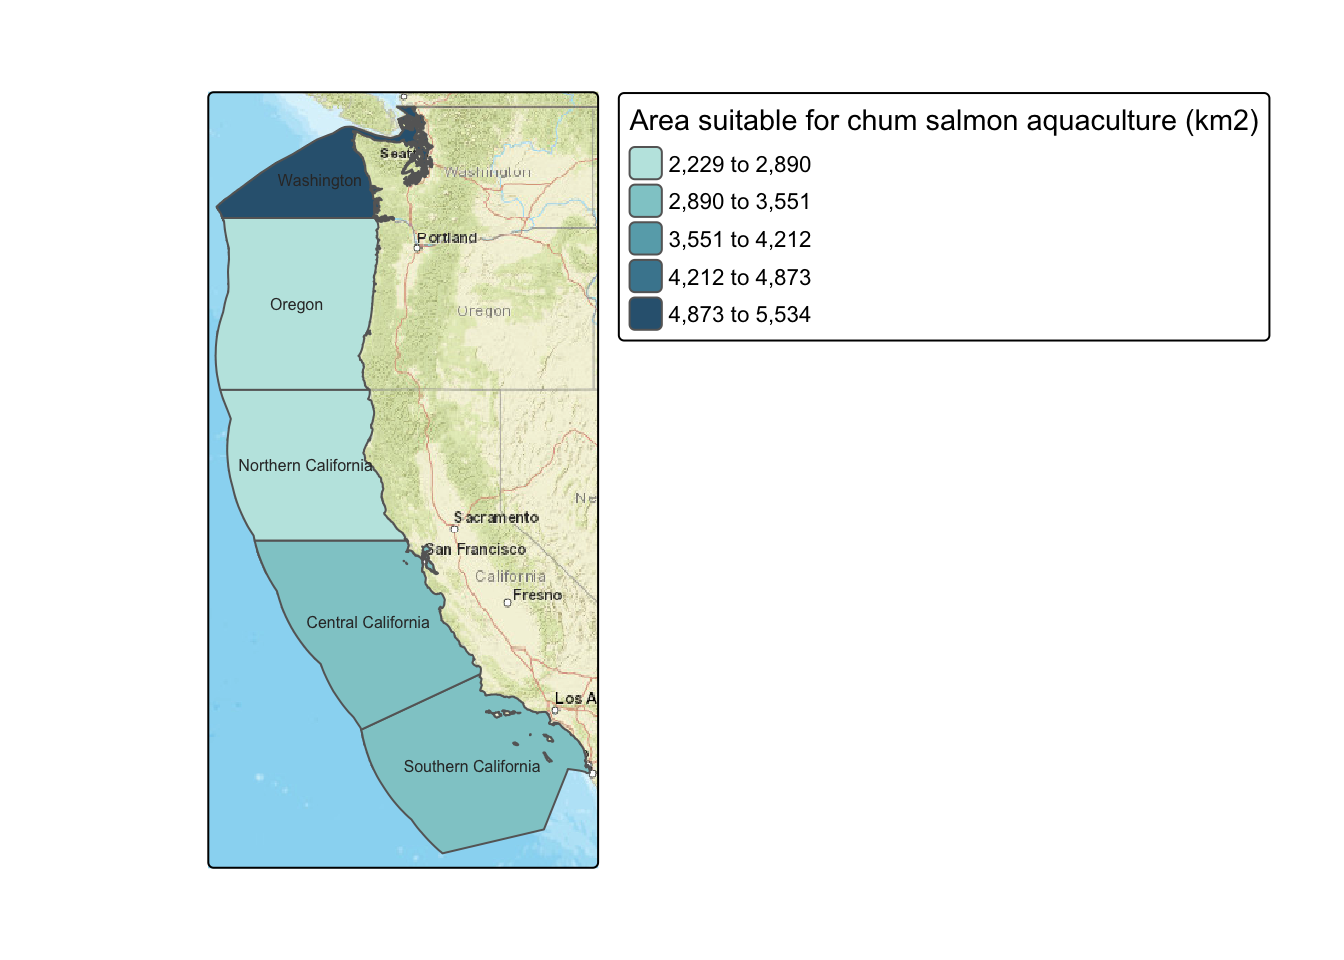 Area suitable for chum salmon aquaculture (km2)
2,229 to 2,890
2,890 to 3,551
3,551 to 4,212
4,212 to 4,873
4,873 to 5,534
Seatt
Washington
Washington
Portland
Oregon
Oregon
Northern California
Ne
Sacramento
San Francisco
California
Fresno
Central California
Los A
Southern California